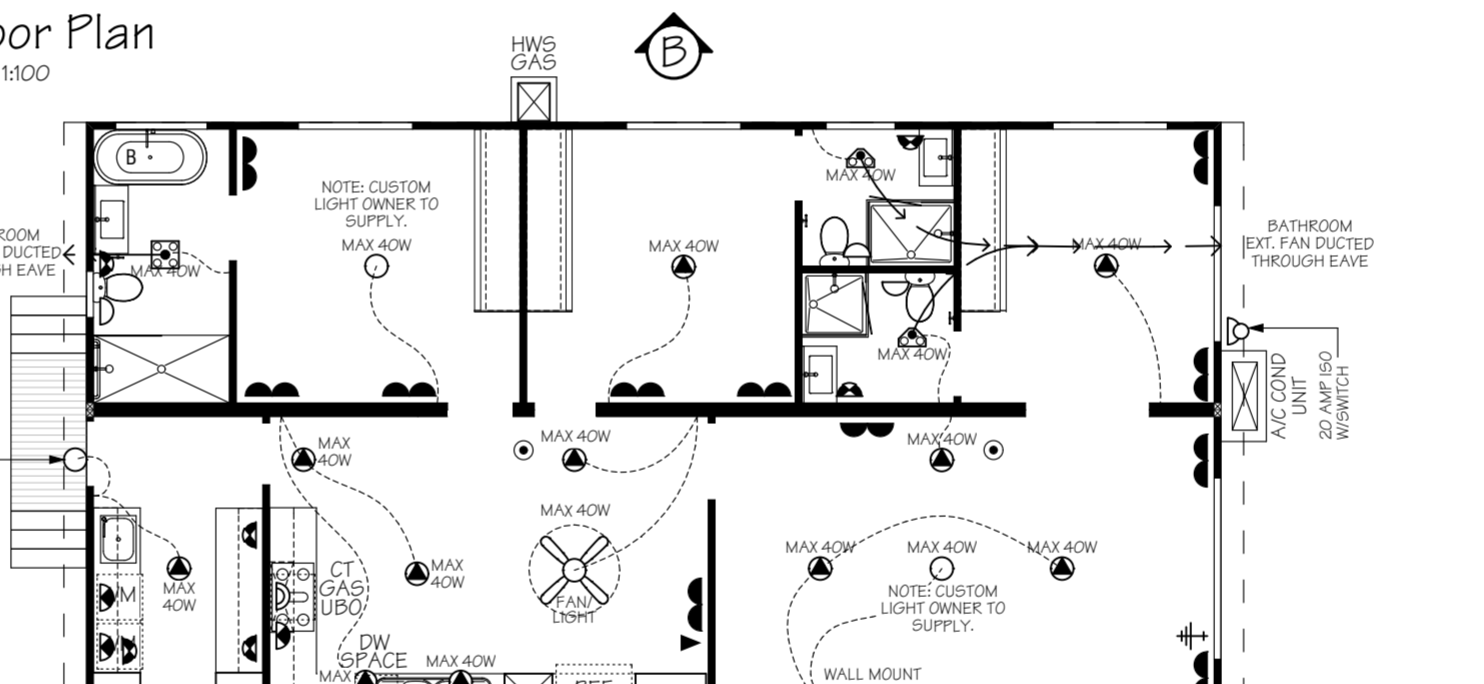 oor Plan
1:100
HWS
GAS
B
B
NOTE: CUSTOM
LIGHT OWNER TO
SUPPLY.
MAX 40W
MAX 40W
MAX 40W
MAX 40W
BATHROOM
EXT. FAN DUCTED
THROUGH EAVE
ROOM
DUCTED
GH EAVE
MAX 40W
MAX 40W
A/C COND
UNIT
20 AMP ISO
W/SWITCH
MAX
40W
MAX 40W
MAX 40W
MAX 40W
MAX 40W
MAX 40W
MAX 40W
MAX
40W
CT
GAS
UBO
MAX
40W
M
FAN/
LIGHT
NOTE: CUSTOM
LIGHT OWNER TO
SUPPLY.
DW
SPACE
MAX 40W
MAX
WALL MOUNT